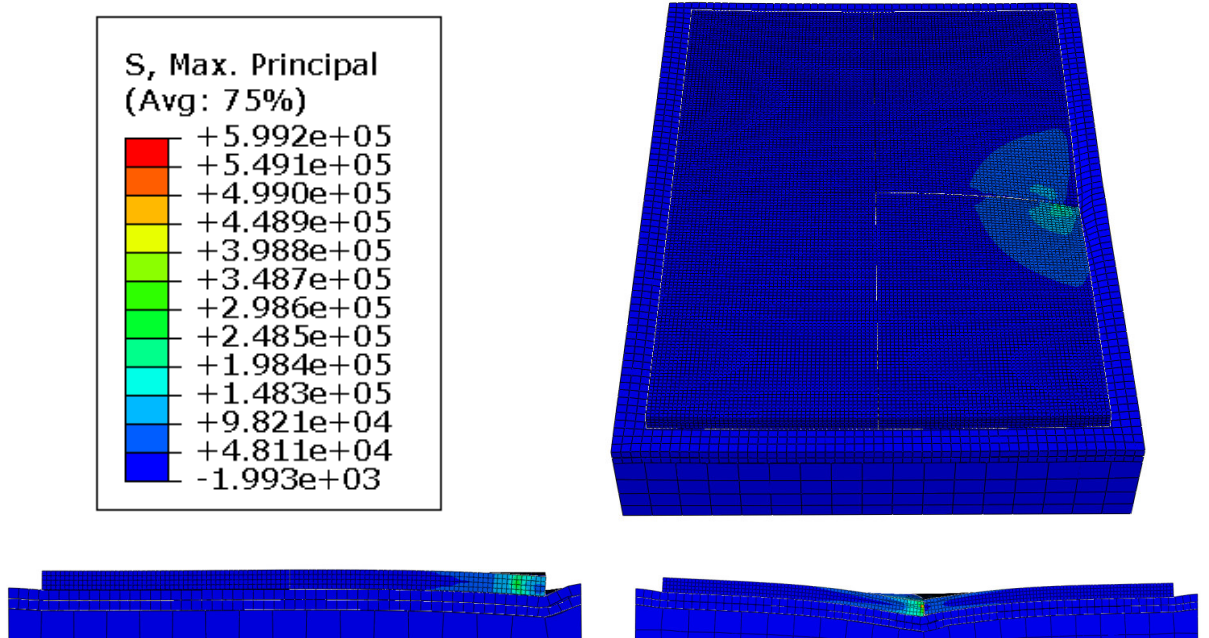 S, Max. Principal
(Avg: 75%)
+5.992e+05
+5.491e+05
+4.990e+05
+4.489e+05
+3.988e+05
+3.487e+05
+2.986e+05
+2.485e+05
+1.984e+05
+1.483e+05
+9.821e+04
+4.811e+04
-1.993e+03